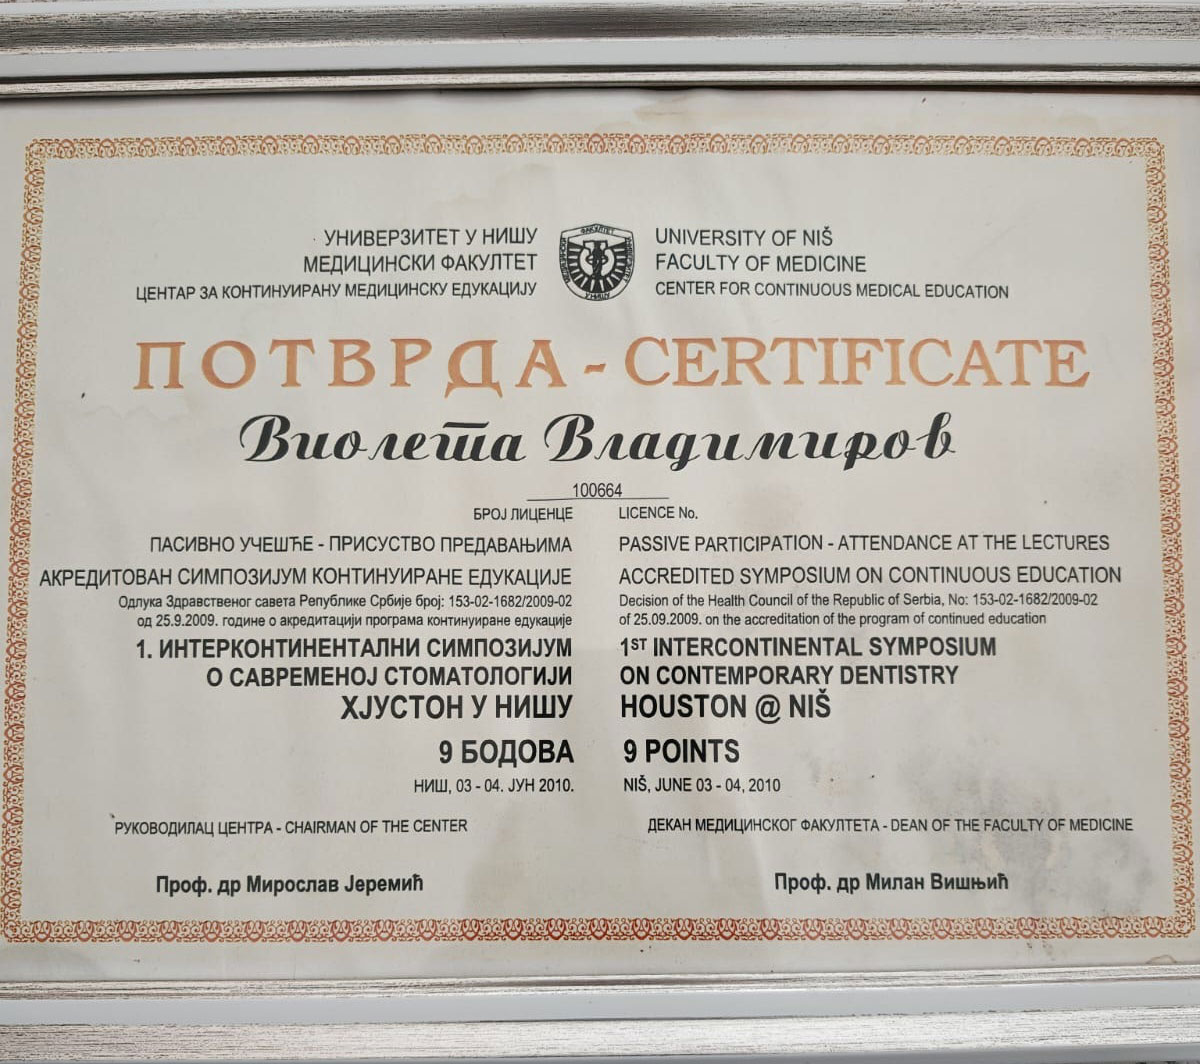 УНИВЕРЗИТЕТ У НИШУ
МЕДИЦИНСКИ ФАКУЛТЕТ
ЦЕНТАР ЗА КОНТИНУИРАНУ МЕДИЦИНСКУ ЕДУКАЦИЈУ
UNIVERSITY OF NIŠ
FACULTY OF MEDICINE
CENTER FOR CONTINUOUS MEDICAL EDUCATION
ПОТВРДА - CERTIFICATE
Виолета Владимиров
100664
БРОЈ ЛИЦЕНЦЕ
ПАСИВНО УЧЕШЋЕ - ПРИСУСТВО ПРЕДАВАЊИМА
АКРЕДИТОВАН СИМПОЗИЈУМ КОНТИНУИРАНЕ ЕДУКАЦИЈЕ
Одлука Здравственог савета Републике Србије број: 153-02-1682/2009-02
од 25.9.2009. године о акредитацији програма континуиране едукације
1. ИНТЕРКОНТИНЕНТАЛНИ СИМПОЗИЈУМ
О САВРЕМЕНОЈ СТОМАТОЛОГИЈИ
ХЈУСТОН У НИШУ
9 БОДОВА
НИШ, 03 - 04. ЈУН 2010.
LICENCE No.
PASSIVE PARTICIPATION - ATTENDANCE AT THE LECTURES
ACCREDITED SYMPOSIUM ON CONTINUOUS EDUCATION
Decision of the Health Council of the Republic of Serbia, No: 153-02-1682/2009-02
of 25.09.2009. on the accreditation of the program of continued education
1ST INTERCONTINENTAL SYMPOSIUM
ON CONTEMPORARY DENTISTRY
HOUSTON @ NIŠ
9 POINTS
NIŠ, JUNE 03 - 04, 2010
РУКОВОДИЛАЦ ЦЕНТРА - CHAIRMAN OF THE CENTER
Проф. др Мирослав Јеремић
ДЕКАН МЕДИЦИНСКОГ ФАКУЛТЕТА - DEAN OF THE FACULTY OF MEDICINE
Проф. др Милан Вишњић